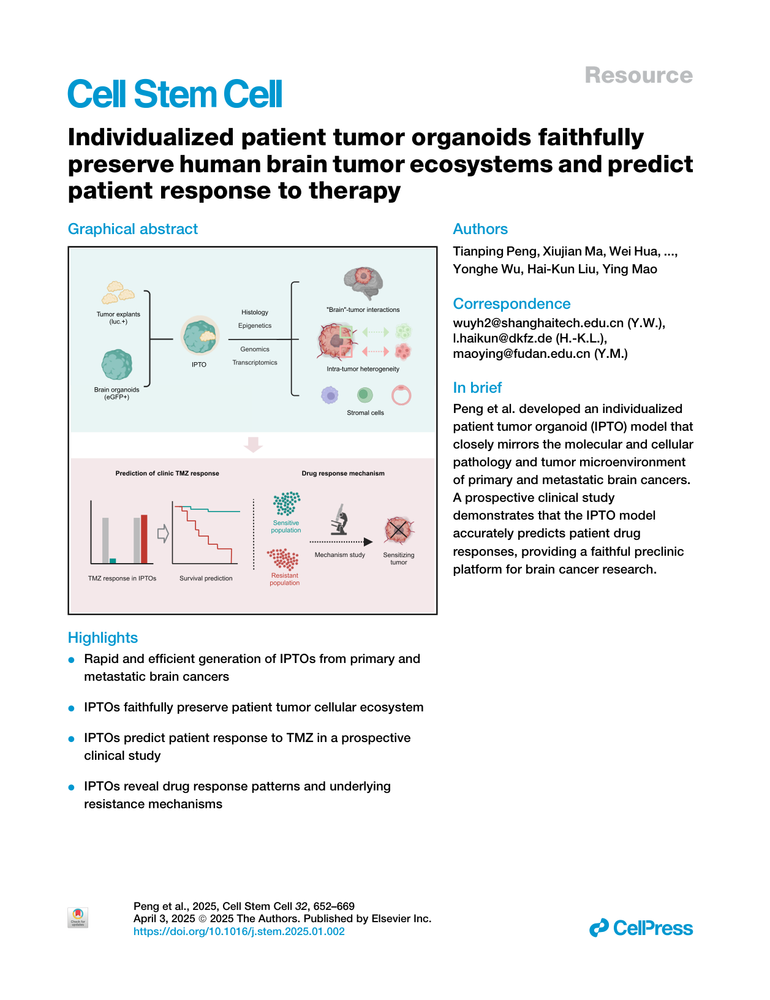 Resource
Cell Stem Cell
Individualized patient tumor organoids faithfully
preserve human brain tumor ecosystems and predict
patient response to therapy
Graphical abstract
Tumor explants
(luc.+)
Brain organoids
(eGFP+)
IPTO
Histology
Epigenetics
Genomics
Transcriptomics
"Brain"-tumor interactions
Intra-tumor heterogeneity
Stromal cells
Prediction of clinic TMZ response
TMZ response in IPTOs
Survival prediction
Drug response mechanism
Sensitive
population
Resistant
population
Mechanism study
Sensitizing
tumor
Highlights
● Rapid and efficient generation of IPTOs from primary and
metastatic brain cancers
● IPTOs faithfully preserve patient tumor cellular ecosystem
● IPTOs predict patient response to TMZ in a prospective
clinical study
● IPTOs reveal drug response patterns and underlying
resistance mechanisms
Authors
Tianping Peng, Xiujian Ma, Wei Hua, ...,
Yonghe Wu, Hai-Kun Liu, Ying Mao
Correspondence
wuyh2@shanghaitech.edu.cn (Y.W.),
l.haikun@dkfz.de (H.-K.L.),
maoying@fudan.edu.cn (Y.M.)
In brief
Peng et al. developed an individualized
patient tumor organoid (IPTO) model that
closely mirrors the molecular and cellular
pathology and tumor microenvironment
of primary and metastatic brain cancers.
A prospective clinical study
demonstrates that the IPTO model
accurately predicts patient drug
responses, providing a faithful preclinic
platform for brain cancer research.
Check for
updates
Peng et al., 2025, Cell Stem Cell 32, 652–669
April 3, 2025 © 2025 The Authors. Published by Elsevier Inc.
https://doi.org/10.1016/j.stem.2025.01.002
CellPress